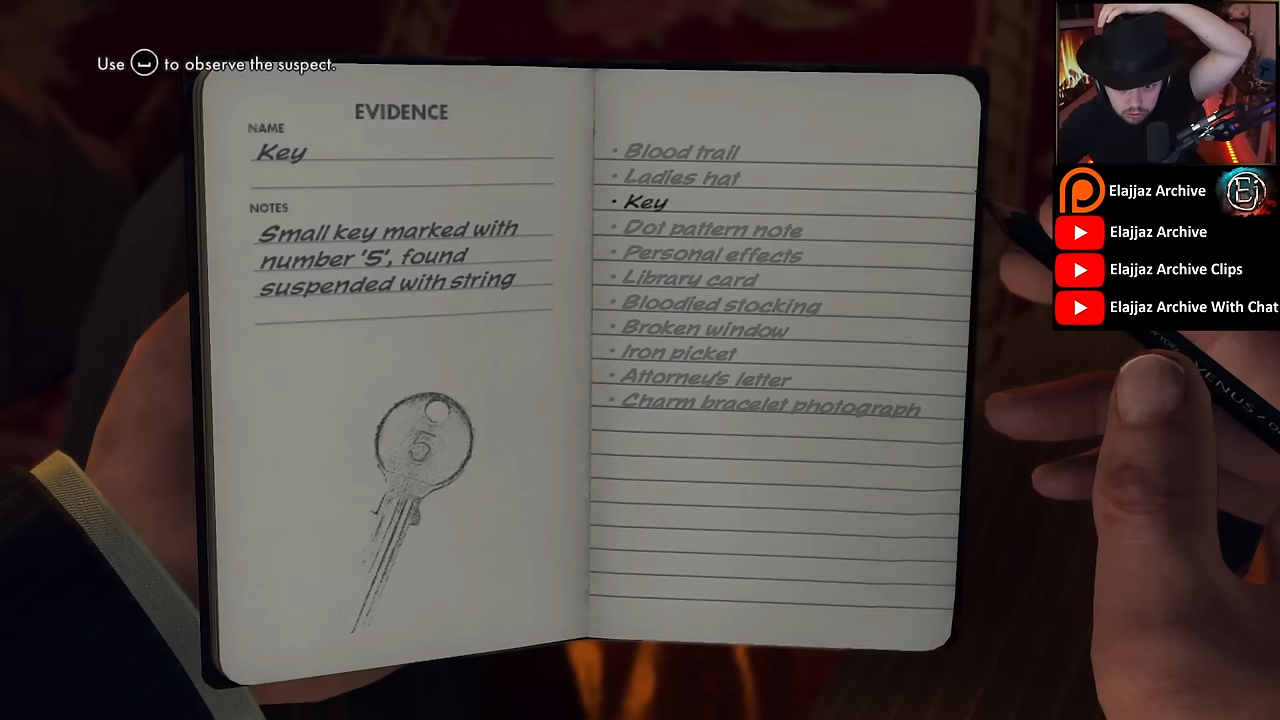 Use to observe the suspect.
EVIDENCE
NAME
Key
NOTES
Small key marked with
number '5', found
suspended with string
5
• Blood trail
• Ladies hat
• Key
• Dot pattern note
• Personal effects
• Library card
• Bloodied stocking
• Broken window
• Iron picket
• Attorney's letter
• Charm bracelet photograph
Elajjaz Archive
Ej
Elajjaz Archive
Elajjaz Archive Clips
Elajjaz Archive With Chat
VENUS